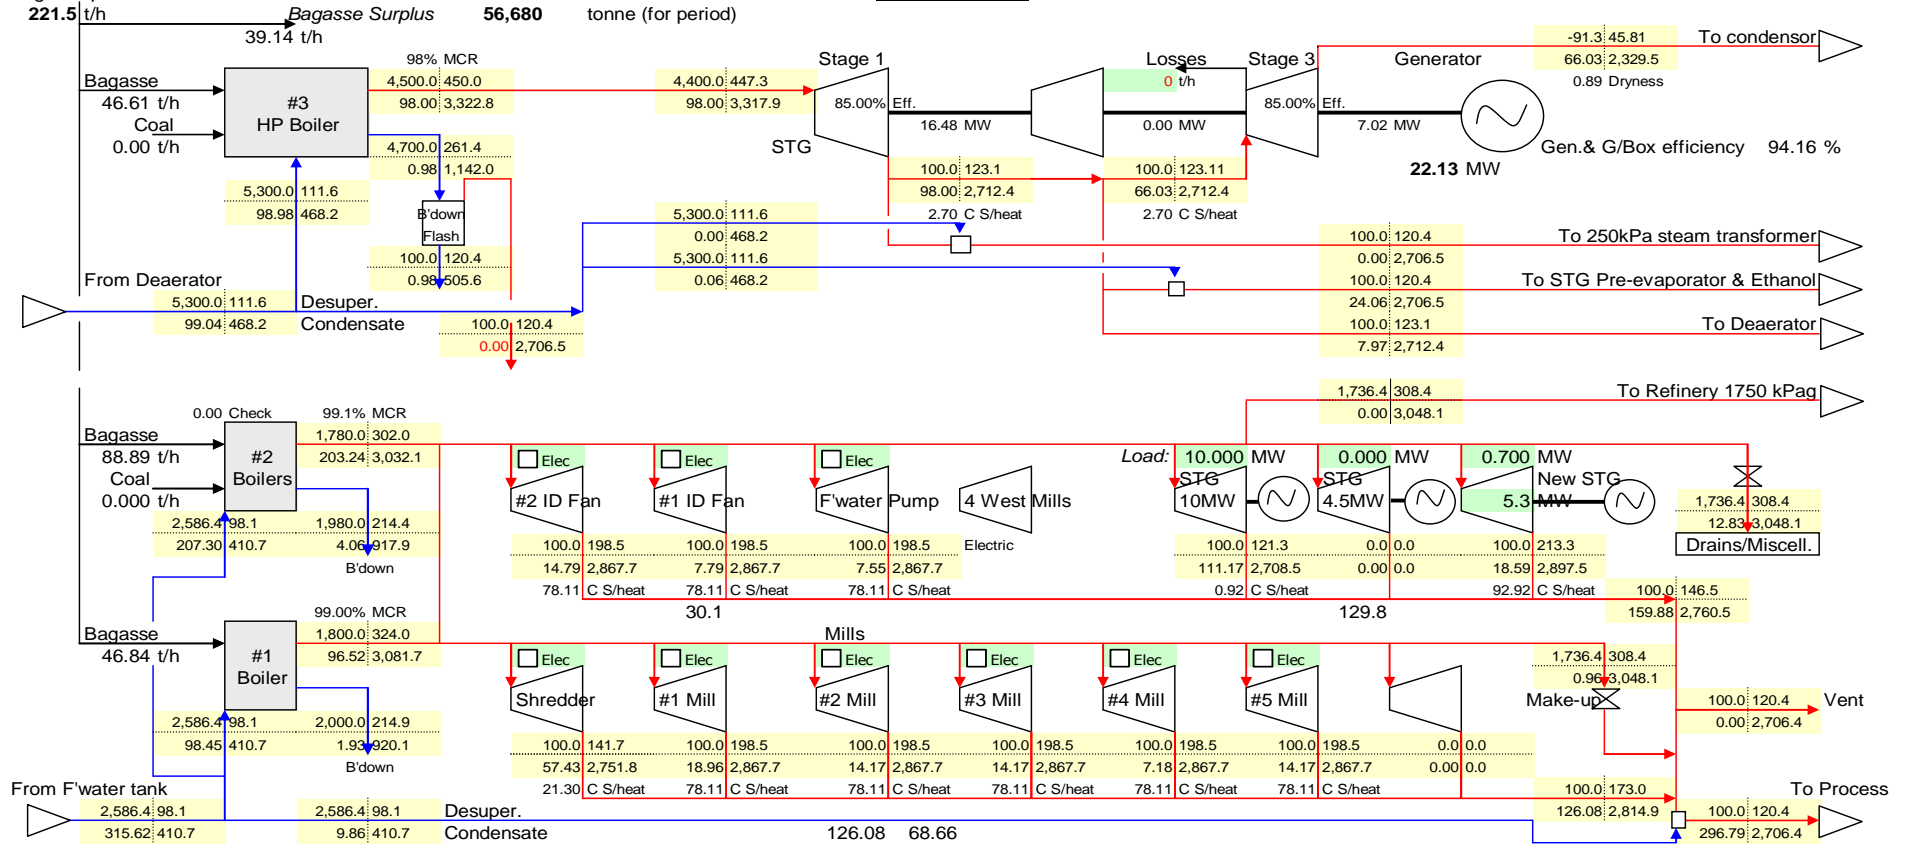 221.5 t/h
Bagasse Surplus 56,680 tonne (for period)
39.14 t/h
98% MCR
Bagasse
46.61 t/h
Coal
0.00 t/h
#3
HP Boiler
4,500.0 450.0
98.00 3,322.8
4,700.0 261.4
0.98 1,142.0
5,300.0 111.6
98.98 468.2
B'down
Flash
100.0 120.4
0.98 505.6
From Deaerator
5,300.0 111.6
99.04 468.2
Desuper.
Condensate
100.0 120.4
0.00 2,706.5
4,400.0 447.3
98.00 3,317.9
Stage 1
85.00% Eff.
STG
16.48 MW
Losses
0 t/h
0.00 MW
Stage 3
85.00% Eff.
7.02 MW
Generator
22.13 MW
Gen.& G/Box efficiency 94.16 %
-91.3 45.81
66.03 2,329.5
0.89 Dryness
To condensor
100.0 123.1
98.00 2,712.4
2.70 C S/heat
100.0 123.11
66.03 2,712.4
2.70 C S/heat
5,300.0 111.6
0.00 468.2
5,300.0 111.6
0.06 468.2
100.0 120.4
0.00 2,706.5
To 250kPa steam transformer
100.0 120.4
24.06 2,706.5
To STG Pre-evaporator & Ethanol
100.0 123.1
7.97 2,712.4
To Deaerator
1,736.4 308.4
0.00 3,048.1
To Refinery 1750 kPag
0.00 Check
99.1% MCR
Bagasse
88.89 t/h
Coal
0.000 t/h
#2
Boilers
1,780.0 302.0
203.24 3,032.1
2,586.4 98.1
207.30 410.7
1,980.0 214.4
4.06 917.9
B'down
Elec
Elec
Elec
#2 ID Fan
#1 ID Fan
F'water Pump
4 West Mills
Electric
100.0 198.5
14.79 2,867.7
78.11 C S/heat
100.0 198.5
7.79 2,867.7
78.11 C S/heat
100.0 198.5
7.55 2,867.7
78.11 C S/heat
Load: 10.000 MW
0.000 MW
0.700 MW
STG
10MW
STG
4.5MW
New STG
5.3 MW
100.0 121.3
111.17 2,708.5
0.92 C S/heat
0.0 0.0
0.00 0.0
100.0 213.3
18.59 2,897.5
92.92 C S/heat
1,736.4 308.4
12.83 3,048.1
Drains/Miscell.
30.1
129.8
100.0 146.5
159.88 2,760.5
99.00% MCR
Bagasse
46.84 t/h
#1
Boiler
1,800.0 324.0
96.52 3,081.7
2,586.4 98.1
98.45 410.7
2,000.0 214.9
1.93 920.1
B'down
Mills
Elec
Elec
Elec
Elec
Elec
Elec
Shredder
#1 Mill
#2 Mill
#3 Mill
#4 Mill
#5 Mill
100.0 141.7
57.43 2,751.8
21.30 C S/heat
100.0 198.5
18.96 2,867.7
78.11 C S/heat
100.0 198.5
14.17 2,867.7
78.11 C S/heat
100.0 198.5
14.17 2,867.7
78.11 C S/heat
100.0 198.5
7.18 2,867.7
78.11 C S/heat
100.0 198.5
14.17 2,867.7
78.11 C S/heat
0.0 0.0
0.00 0.0
1,736.4 308.4
0.96 3,048.1
Make-up
100.0 120.4
0.00 2,706.4
Vent
100.0 173.0
126.08 2,814.9
From F'water tank
2,586.4 98.1
315.62 410.7
2,586.4 98.1
9.86 410.7
Desuper.
Condensate
126.08 68.66
To Process
100.0 120.4
296.79 2,706.4